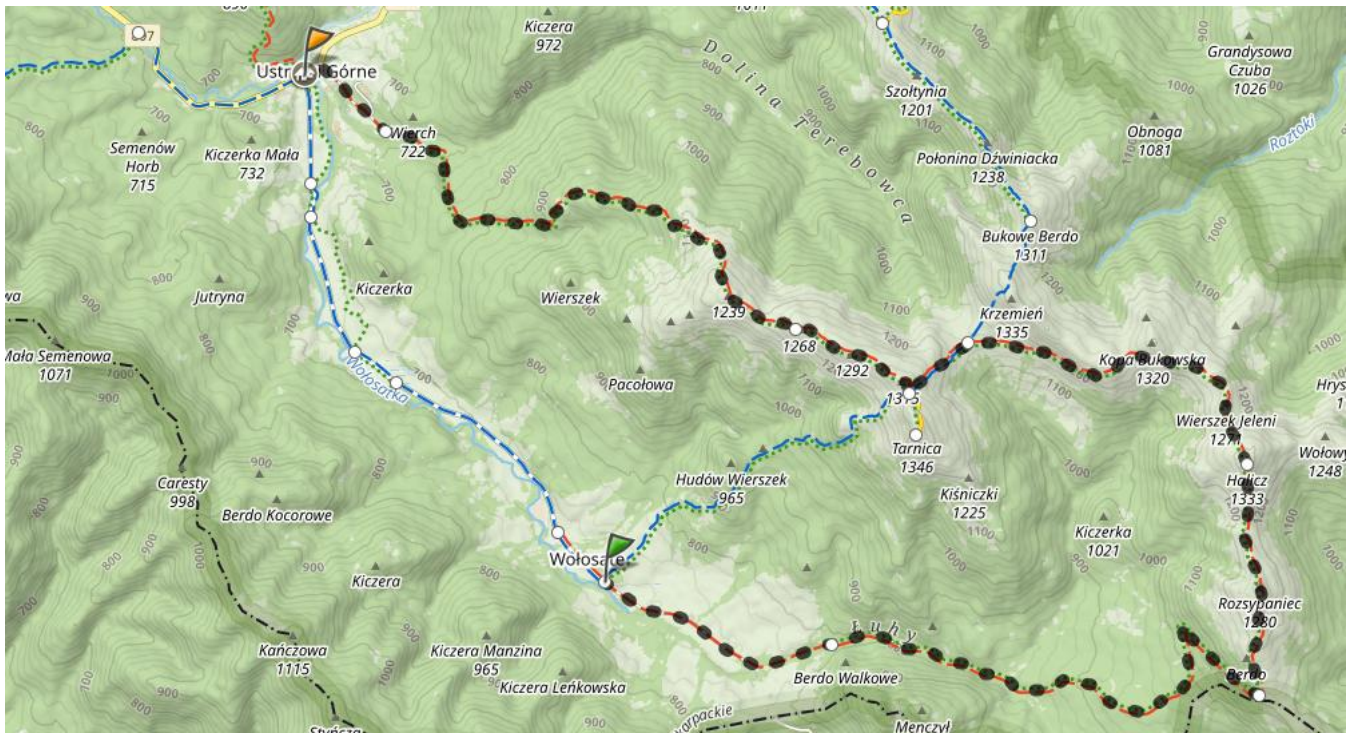 Kiczera
972
Ustrzyki Górne
Dolina Terebowca
Szołtynia
1201
Grandysowa
Czuba
1026
Roztoki
Obnoga
1081
Semenów
Horb
715
Kiczerka Mała
732
Wierch
722
Połonina Dźwiniacka
1238
Bukowe Berdo
1311
Jutryna
Kiczerka
Wierszek
1239
Krzemień
1335
1268
Mała Semenowa
1071
Wołosatka
Pacołowa
1292
1315
Kopa Bukowska
1320
Wierszek Jeleni
1271
Tarnica
1346
Hudów Wierszek
965
Halicz
1333
1248
Caresty
998
Berdo Kocorowe
Kiśniczki
1225
Kiczerka
1021
Wołosate
Kiczera
Rozsypaniec
1280
Łuhy
Kańczowa
1115
Kiczera Manzina
965
Kiczera Leńkowska
Berdo Walkowe
Berdo
Menczył